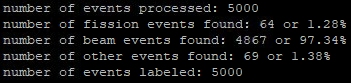 number of events processed: 5000
number of fission events found: 64 or 1.28%
number of beam events found: 4867 or 97.34%
number of other events found: 69 or 1.38%
number of events labeled: 5000